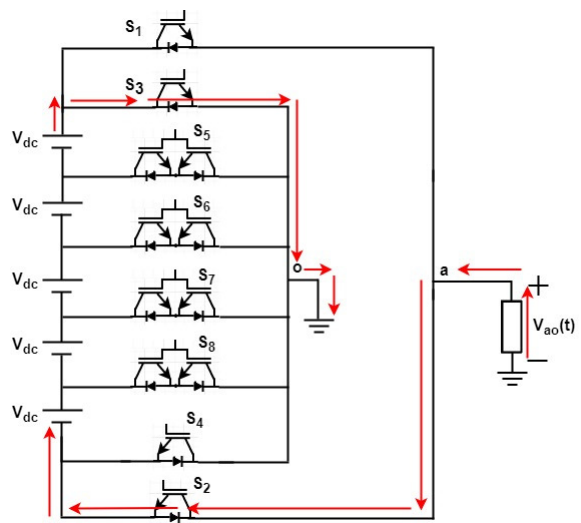 S1
S3
Vdc
S5
Vdc
S6
o
a
+
Vdc
S7
Vao(t)
Vdc
S8
−
Vdc
S4
S2